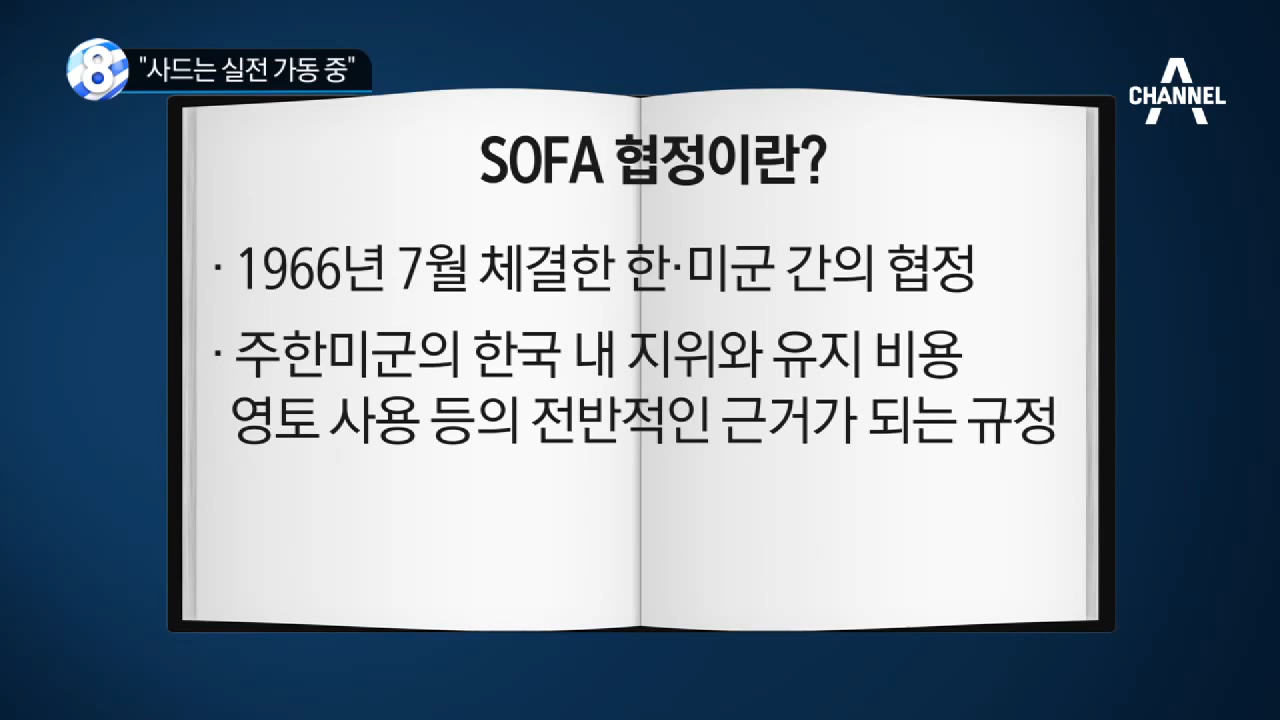 8 "사드는 실전 가동 중"
CHANNEL A
SOFA 협정이란?
· 1966년 7월 체결한 한·미군 간의 협정
· 주한미군의 한국 내 지위와 유지 비용
영토 사용 등의 전반적인 근거가 되는 규정